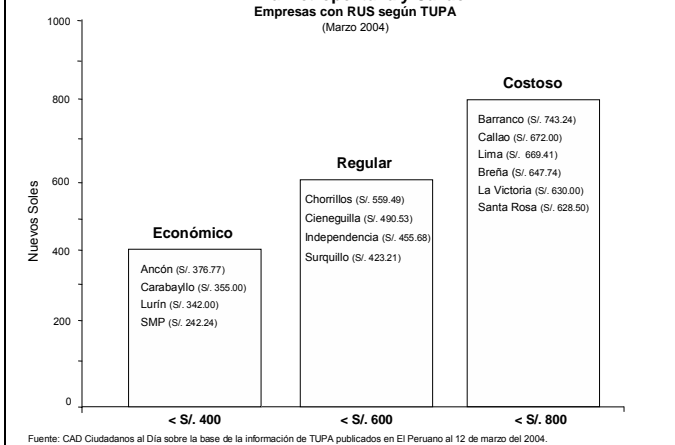 Empresas con RUS según TUPA
(Marzo 2004)
1000
800
600
400
200
0
Nuevos Soles
Costoso
Barranco (S/. 743.24)
Callao (S/. 672.00)
Lima (S/. 669.41)
Breña (S/. 647.74)
La Victoria (S/. 630.00)
Santa Rosa (S/. 628.50)
Regular
Chorrillos (S/. 559.49)
Cieneguilla (S/. 490.53)
Independencia (S/. 455.68)
Surquillo (S/. 423.21)
Económico
Ancón (S/. 376.77)
Carabayllo (S/. 355.00)
Lurín (S/. 342.00)
SMP (S/. 242.24)
< S/. 400
< S/. 600
< S/. 800
Fuente: CAD Ciudadanos al Día sobre la base de la información de TUPA publicados en El Peruano al 12 de marzo del 2004.